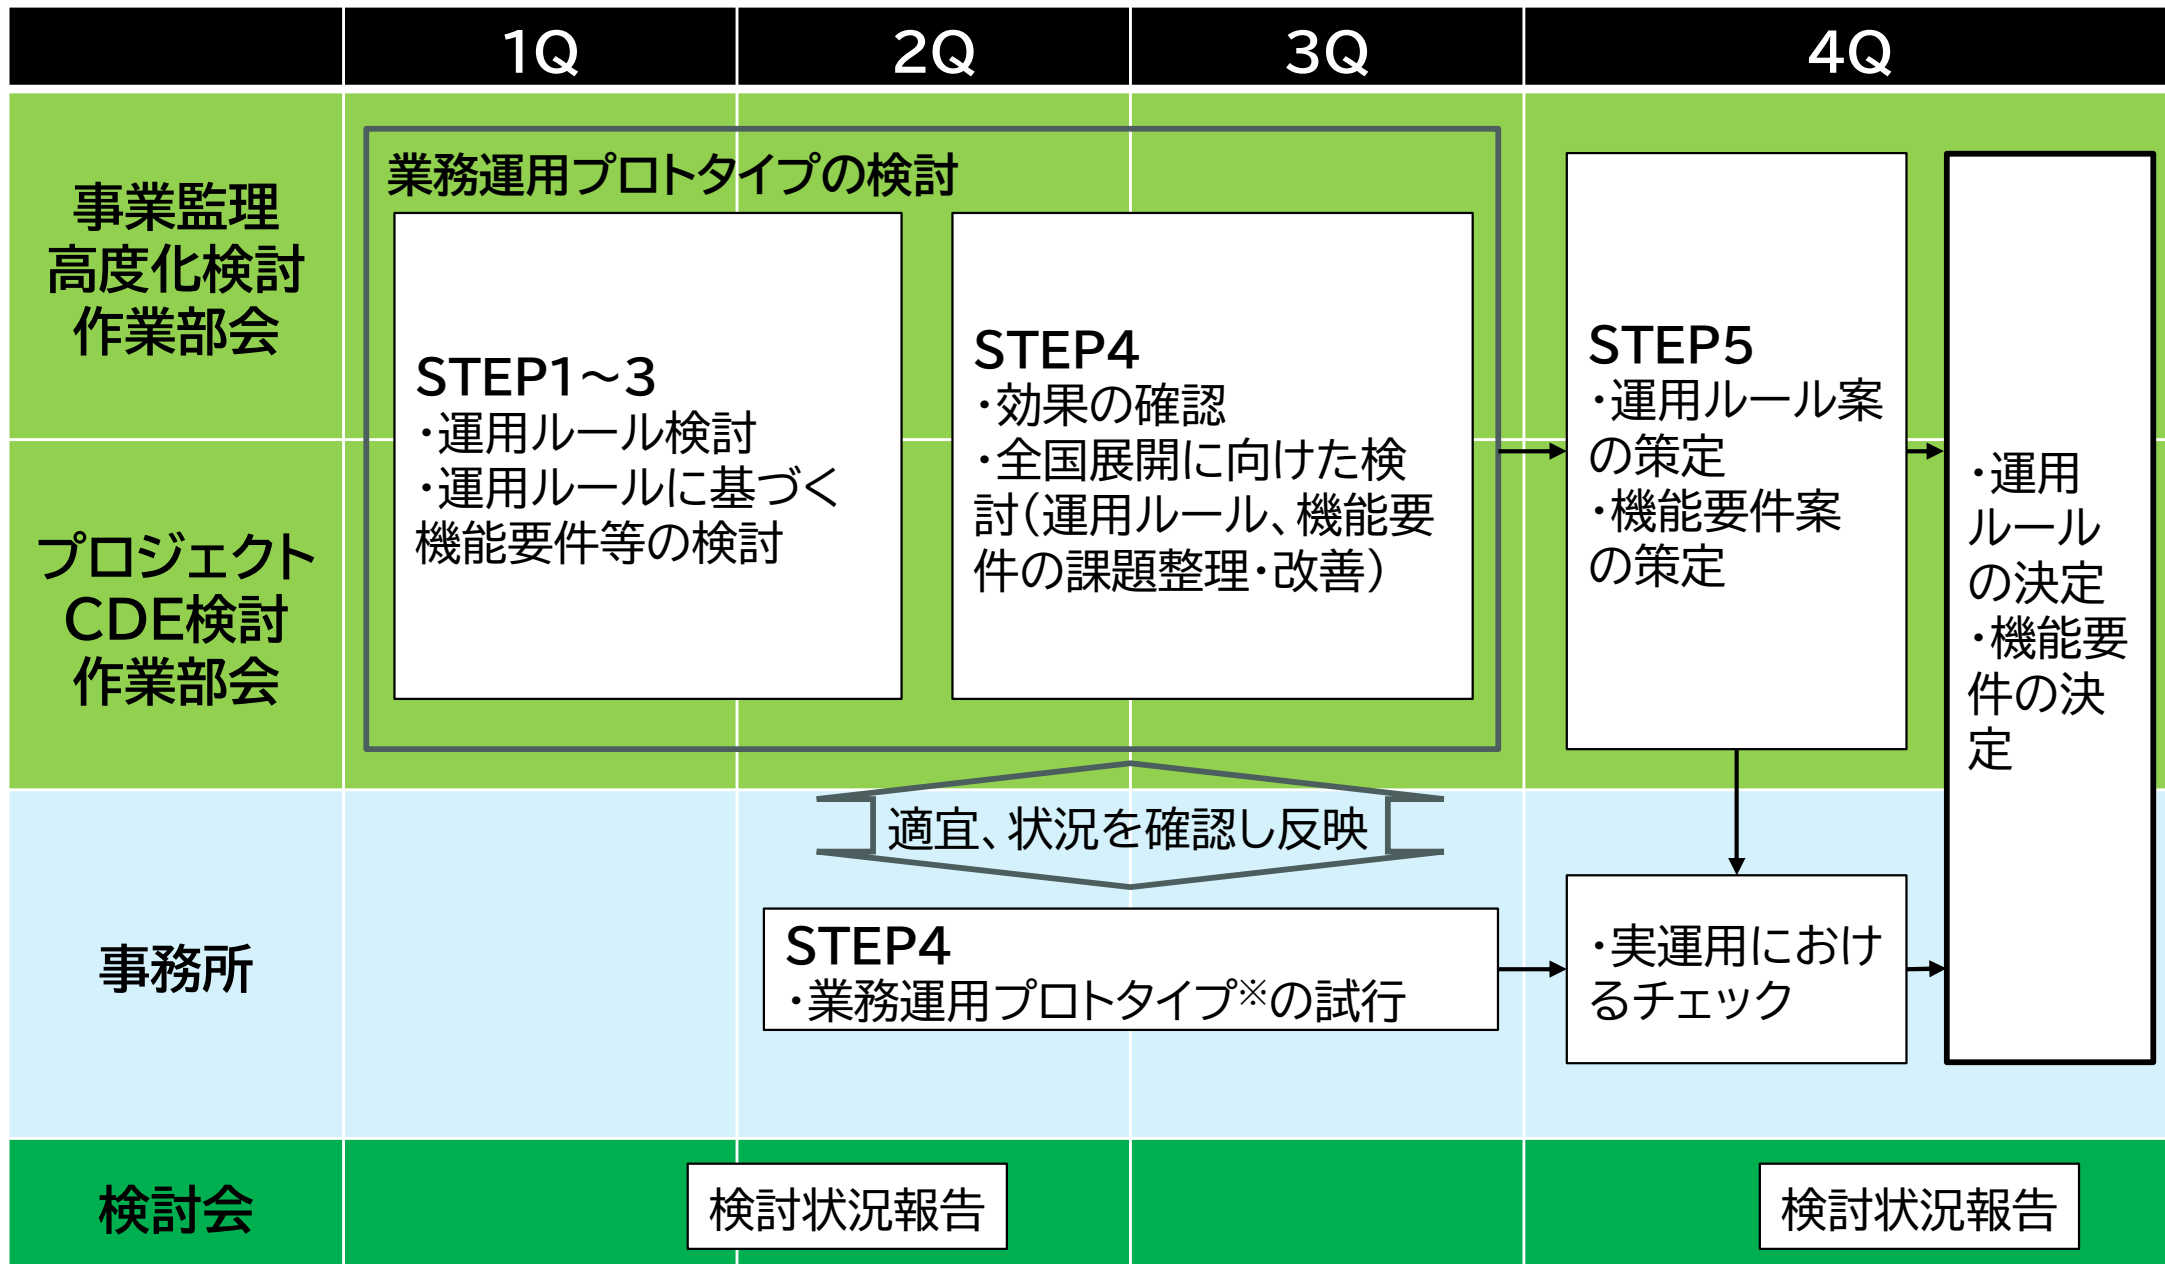 1Q
2Q
3Q
4Q
事業監理
高度化検討
作業部会
プロジェクト
CDE検討
作業部会
業務運用プロトタイプの検討
STEP1～3
・運用ルール検討
・運用ルールに基づく
機能要件等の検討
STEP4
・効果の確認
・全国展開に向けた検
討（運用ルール、機能要
件の課題整理・改善）
STEP5
・運用ルール案
の策定
・機能要件案
の策定
・運用
ルール
の決定
・機能要
件の決
定
適宜、状況を確認し反映
事務所
STEP4
・業務運用プロトタイプ※の試行
・実運用におけ
るチェック
検討会
検討状況報告
検討状況報告